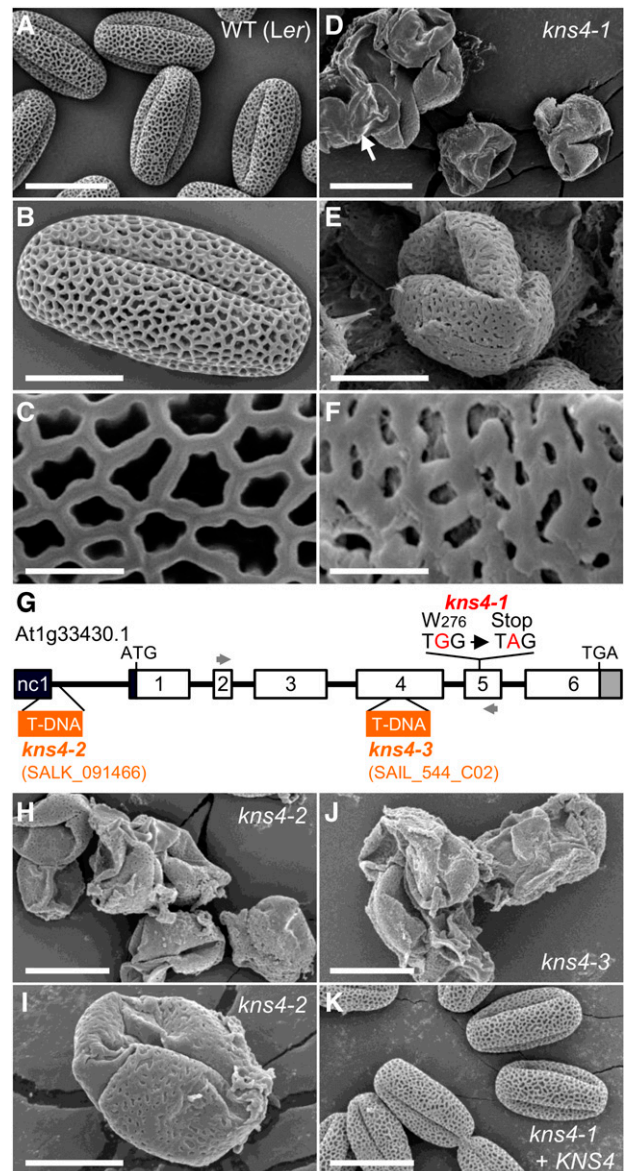 A
WT (Ler)
D
kns4-1
B
E
C
F
G
kns4-1
W276
Stop
TGG
TAG
At1g33430.1
ATG
TGA
nc1
1
2
3
4
5
6
T-DNA
T-DNA
kns4-2
kns4-3
(SALK_091466)
(SAIL_544_C02)
H
kns4-2
J
kns4-3
I
kns4-2
K
kns4-1
+ KNS4